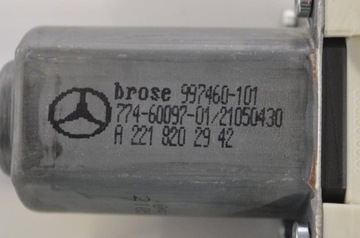 brose 997460-101
774-60097-01/21050430
A 221 820 29 42